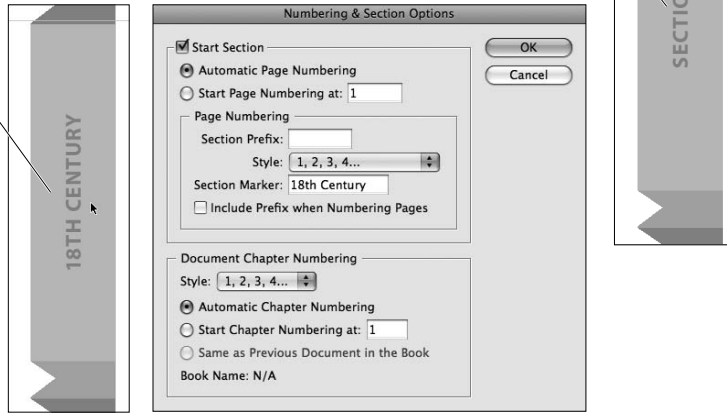 18TH CENTURY
Numbering & Section Options
Start Section
Automatic Page Numbering
Start Page Numbering at: 1
Page Numbering
Section Prefix:
Style: 1, 2, 3, 4...
Section Marker: 18th Century
Include Prefix when Numbering Pages
Document Chapter Numbering
Style: 1, 2, 3, 4...
Automatic Chapter Numbering
Start Chapter Numbering at: 1
Same as Previous Document in the Book
Book Name: N/A
OK
Cancel